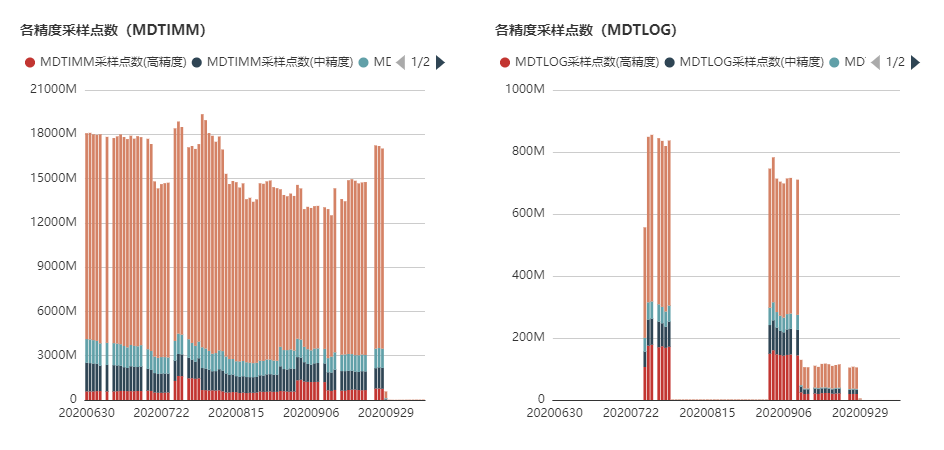 各精度采样点数（MDTIMM）
MDTIMM采样点数(高精度) MDTIMM采样点数(中精度) 1/2
21000M
18000M
15000M
12000M
9000M
6000M
3000M
0
20200630 20200722 20200815 20200906 20200929
各精度采样点数（MDTLOG）
MDTLOG采样点数(高精度) MDTLOG采样点数(中精度) 1/2
1000M
800M
600M
400M
200M
0
20200630 20200722 20200815 20200906 20200929